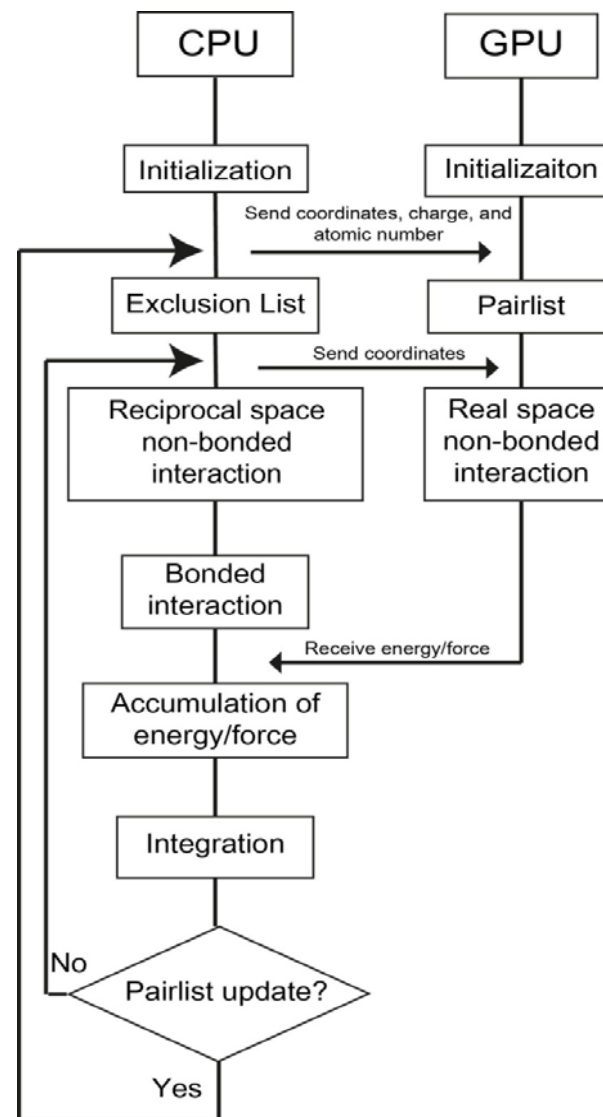 CPU
GPU
Initialization
Initializaiton
Send coordinates, charge, and
atomic number
Exclusion List
Pairlist
Send coordinates
Reciprocal space
non-bonded
interaction
Real space
non-bonded
interaction
Bonded
interaction
Receive energy/force
Accumulation of
energy/force
Integration
No
Pairlist update?
Yes